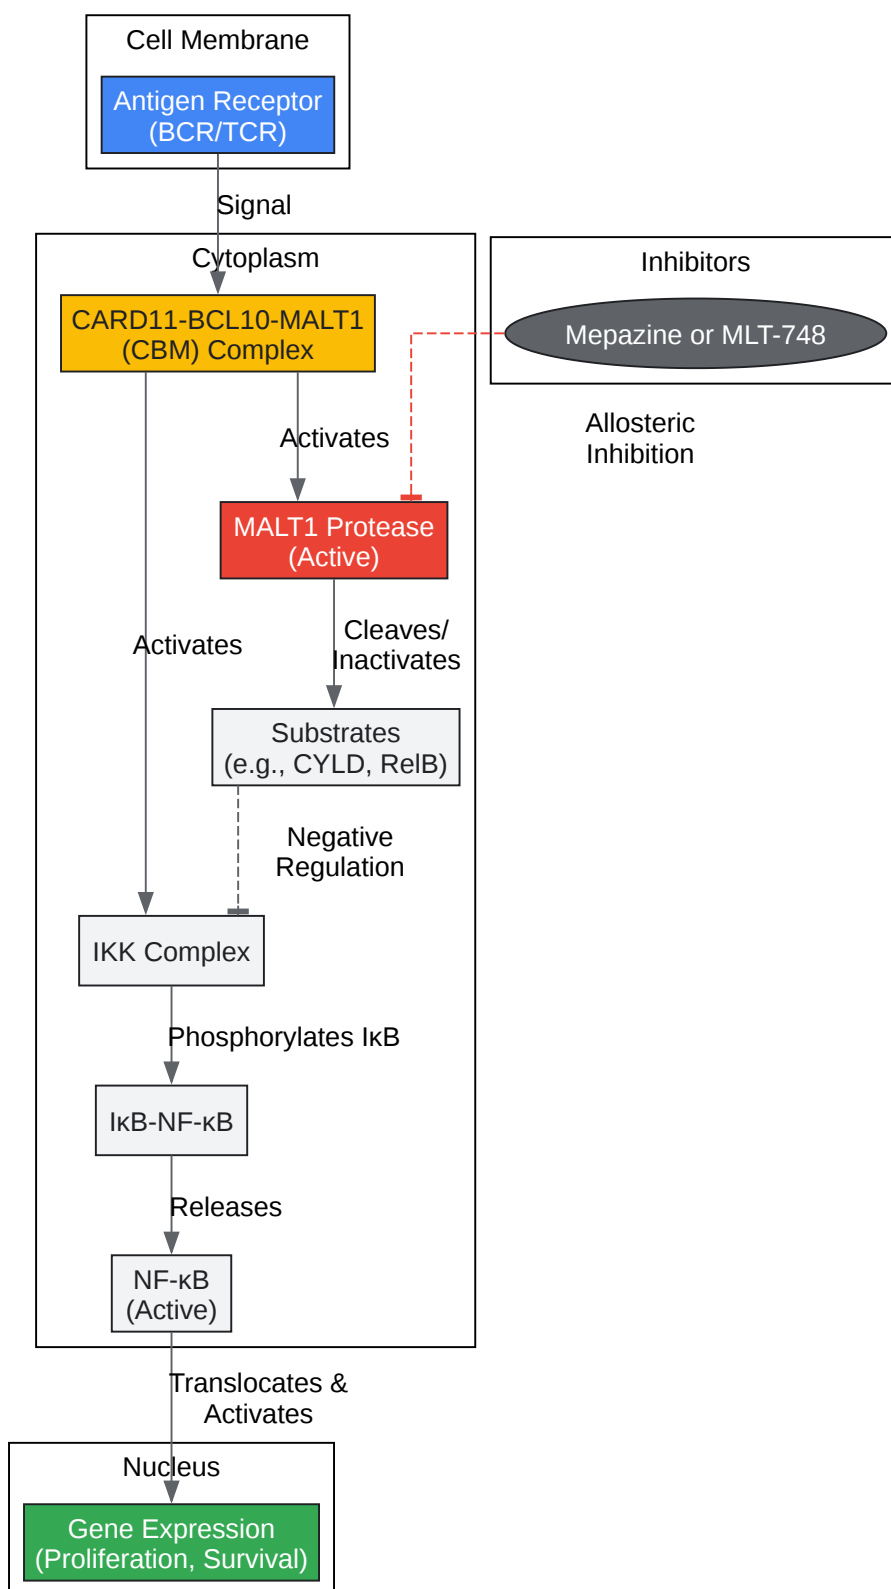 Cell Membrane
Antigen Receptor
(BCR/TCR)
Signal
Cytoplasm
Inhibitors
CARD11-BCL10-MALT1
(CBM) Complex
Mepazine or MLT-748
Allosteric
Inhibition
Activates
MALT1 Protease
(Active)
Activates
Cleaves/
Inactivates
Substrates
(e.g., CYLD, RelB)
Negative
Regulation
IKK Complex
Phosphorylates IκB
IκB-NF-κB
Releases
NF-κB
(Active)
Translocates &
Activates
Nucleus
Gene Expression
(Proliferation, Survival)